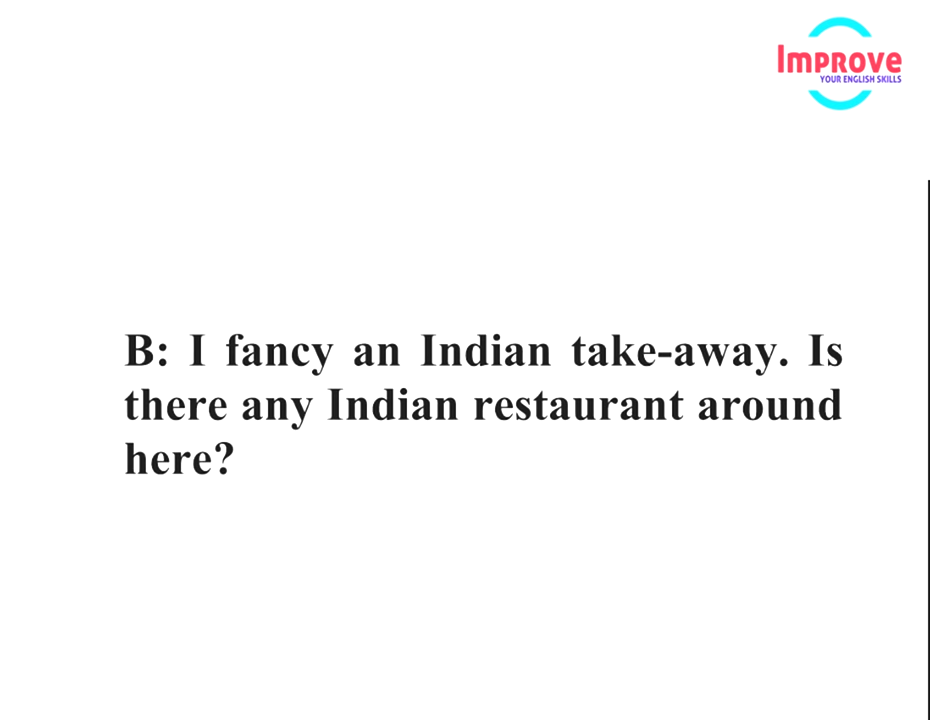 Improve
YOUR ENGLISH SKILLS
B: I fancy an Indian take-away. Is
there any Indian restaurant around
here?